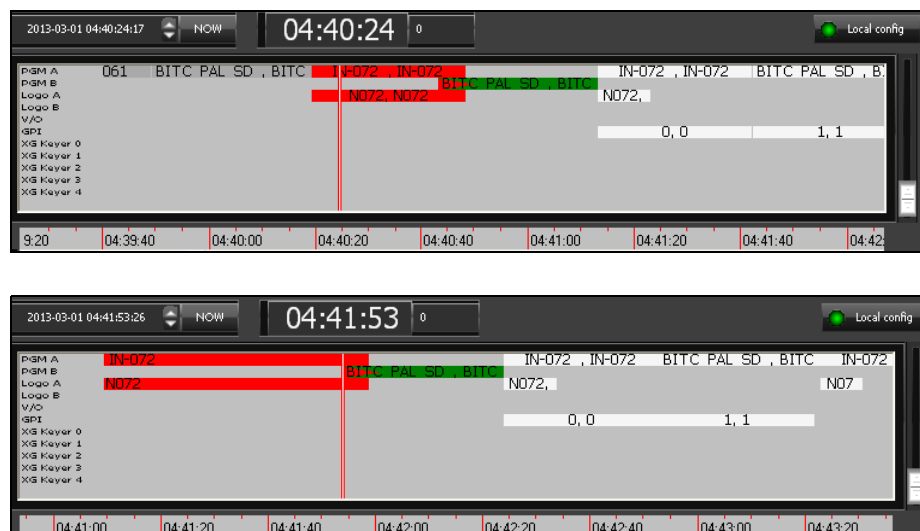 2013-03-01 04:40:24:17 NOW 04:40:24 0 Local config
PGM A 061 BITC PAL SD , BITC IN-072 , IN-072 IN-072 , IN-072 BITC PAL SD , B.
PGM B BITC PAL SD , BITC
Logo A N072, N072 N072,
Logo B
V/O
GPI 0, 0 1, 1
XG Keyer 0
XG Keyer 1
XG Keyer 2
XG Keyer 3
XG Keyer 4
9:20 04:39:40 04:40:00 04:40:20 04:40:40 04:41:00 04:41:20 04:41:40 04:42:
2013-03-01 04:41:53:26 NOW 04:41:53 0 Local config
PGM A IN-072 IN-072 , IN-072 BITC PAL SD , BITC IN-072
PGM B BITC PAL SD , BITC
Logo A N072 N072, N07
Logo B
V/O
GPI 0, 0 1, 1
XG Keyer 0
XG Keyer 1
XG Keyer 2
XG Keyer 3
XG Keyer 4
04:41:00 04:41:20 04:41:40 04:42:00 04:42:20 04:42:40 04:43:00 04:43:20